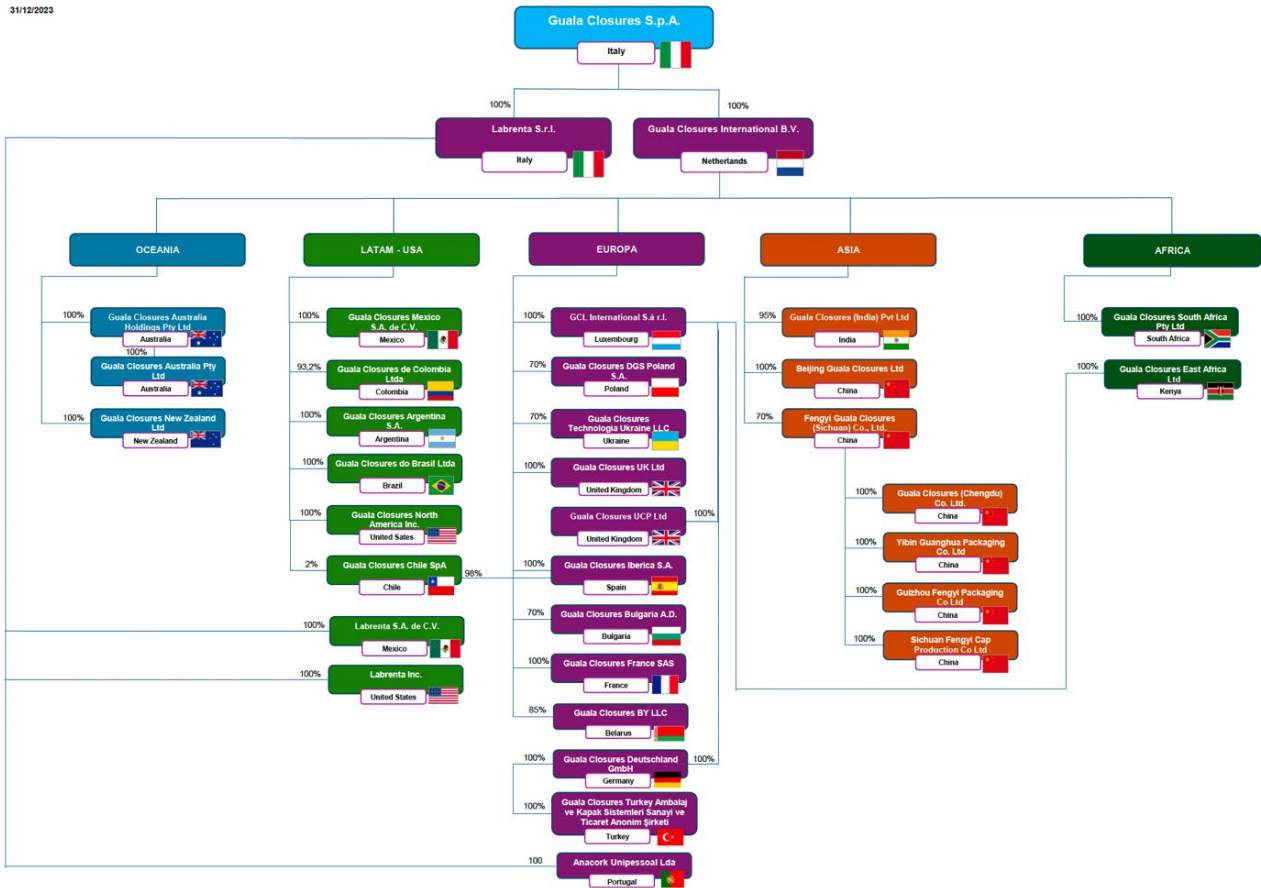 31/12/2023
Guala Closures S.p.A.
Italy
100%
100%
Labrenta S.r.l.
Italy
Guala Closures International B.V.
Netherlands
OCEANIA
LATAM - USA
EUROPA
ASIA
AFRICA
100%
Guala Closures Australia
Holdings Pty Ltd
Australia
100%
Guala Closures Australia Pty
Ltd
Australia
100%
Guala Closures New Zealand
Ltd
New Zealand
100%
Guala Closures Mexico
S.A. de C.V.
Mexico
93,2%
Guala Closures de Colombia
Ltda
Colombia
100%
Guala Closures Argentina
S.A.
Argentina
100%
Guala Closures do Brasil Ltda
Brazil
100%
Guala Closures North
America Inc.
United Sates
2%
Guala Closures Chile SpA
Chile
98%
100%
Labrenta S.A. de C.V.
Mexico
100%
Labrenta Inc.
United States
100%
GCL International S.à r.l.
Luxembourg
70%
Guala Closures DGS Poland
S.A.
Poland
70%
Guala Closures
Technologia Ukraine LLC
Ukraine
100%
Guala Closures UK Ltd
United Kingdom
Guala Closures UCP Ltd
United Kingdom
100%
100%
Guala Closures Iberica S.A.
Spain
70%
Guala Closures Bulgaria A.D.
Bulgaria
100%
Guala Closures France SAS
France
85%
Guala Closures BY LLC
Belarus
100%
Guala Closures Deutschland
GmbH
Germany
100%
100%
Guala Closures Turkey Ambalaj
ve Kapak Sistemleri Sanayi ve
Ticaret Anonim Şirketi
Turkey
100
Anacork Unipessoal Lda
Portugal
95%
Guala Closures (India) Pvt Ltd
India
100%
Beijing Guala Closures Ltd
China
70%
Fengyi Guala Closures
(Sichuan) Co., Ltd.
China
100%
Guala Closures (Chengdu)
Co. Ltd.
China
100%
Yibin Guanghua Packaging
Co. Ltd
China
100%
Guizhou Fengyi Packaging
Co Ltd
China
100%
Sichuan Fengyi Cap
Production Co Ltd
China
100%
Guala Closures South Africa
Pty Ltd
South Africa
100%
Guala Closures East Africa
Ltd
Kenya